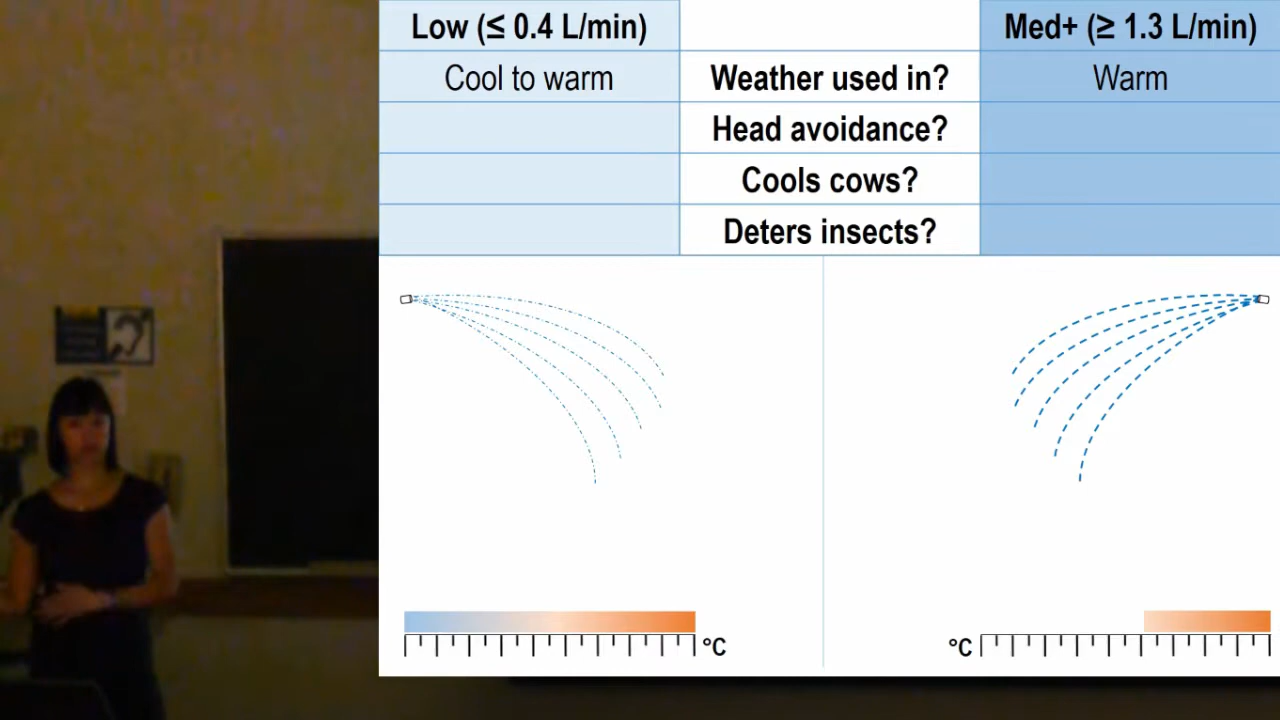 Low (≤ 0.4 L/min) Med+ (≥ 1.3 L/min)
Cool to warm Weather used in? Warm
Head avoidance?
Cools cows?
Deters insects?
°C °C